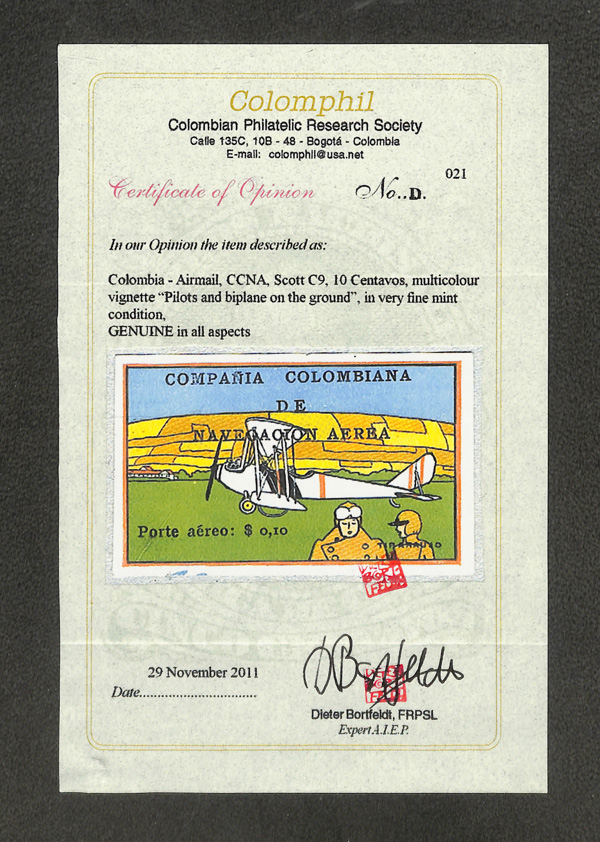 Colomphil
Colombian Philatelic Research Society
Calle 135C, 10B - 48 - Bogotá - Colombia
E-mail: colomphil@usa.net
Certificate of Opinion
No..D.
021
In our Opinion the item described as:
Colombia - Airmail, CCNA, Scott C9, 10 Centavos, multicolour
vignette “Pilots and biplane on the ground”, in very fine mint
condition,
GENUINE in all aspects
COMPAÑIA COLOMBIANA
DE
NAVEGACION AEREA
Porte aéreo: $ 0,10
29 November 2011
Date
Dieter Bortfeldt, FRPSL
Expert A.I.E.P.